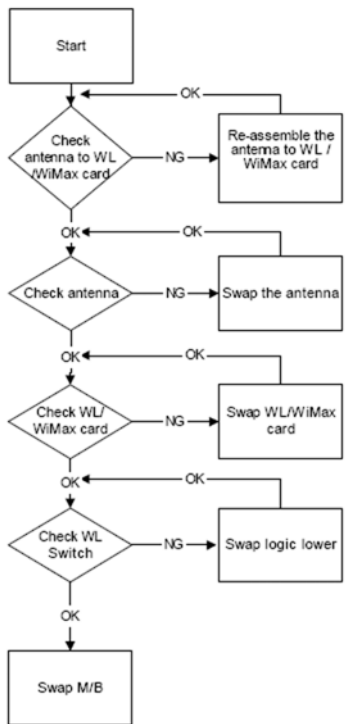 Start
OK
Check
antenna to WL
/WiMax card
NG
Re-assemble the
antenna to WL /
WiMax card
OK
OK
Check antenna
NG
Swap the antenna
OK
OK
Check WL/
WiMax card
NG
Swap WL/WiMax
card
OK
OK
Check WL
Switch
NG
Swap logic lower
OK
Swap M/B